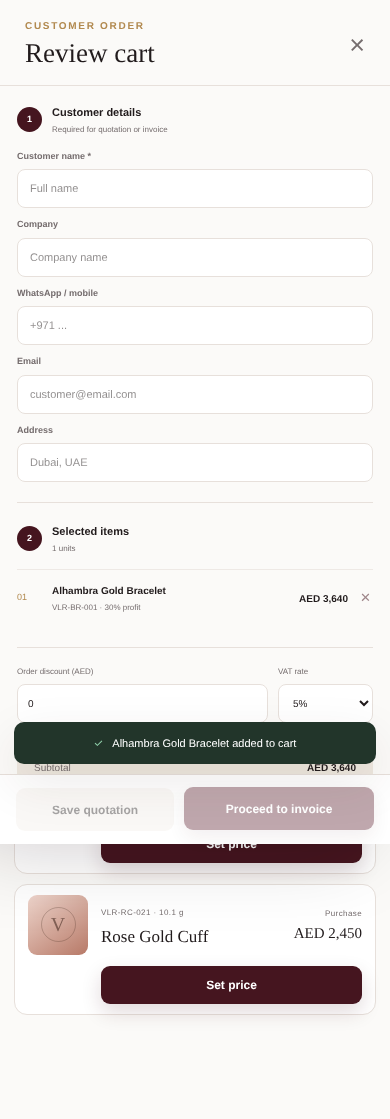 CUSTOMER ORDER
Review cart
✕
1
Customer details
Required for quotation or invoice
Customer name *
Full name
Company
Company name
WhatsApp / mobile
+971 ...
Email
customer@email.com
Address
Dubai, UAE
2
Selected items
1 units
01
Alhambra Gold Bracelet
VLR-BR-001 · 30% profit
AED 3,640
✕
Order discount (AED)
VAT rate
0
5%
✓ Alhambra Gold Bracelet added to cart
Subtotal
AED 3,640
Save quotation
Proceed to invoice
Set price
V
VLR-RC-021 · 10.1 g
Purchase
Rose Gold Cuff
AED 2,450
Set price